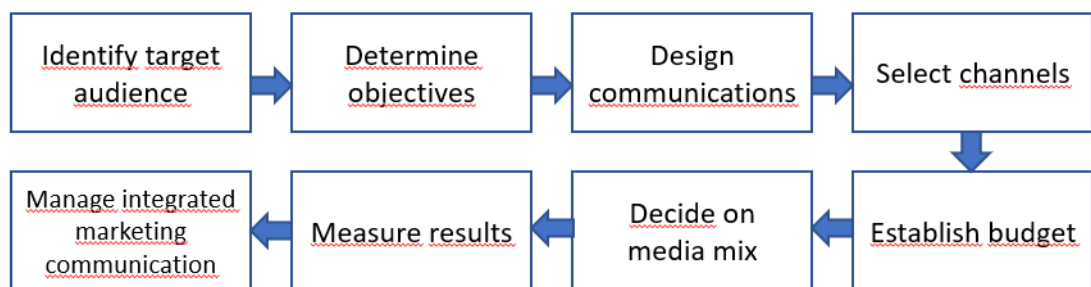 Identify target
audience
Determine
objectives
Design
communications
Select channels
Establish budget
Decide on
media mix
Measure results
Manage integrated
marketing
communication